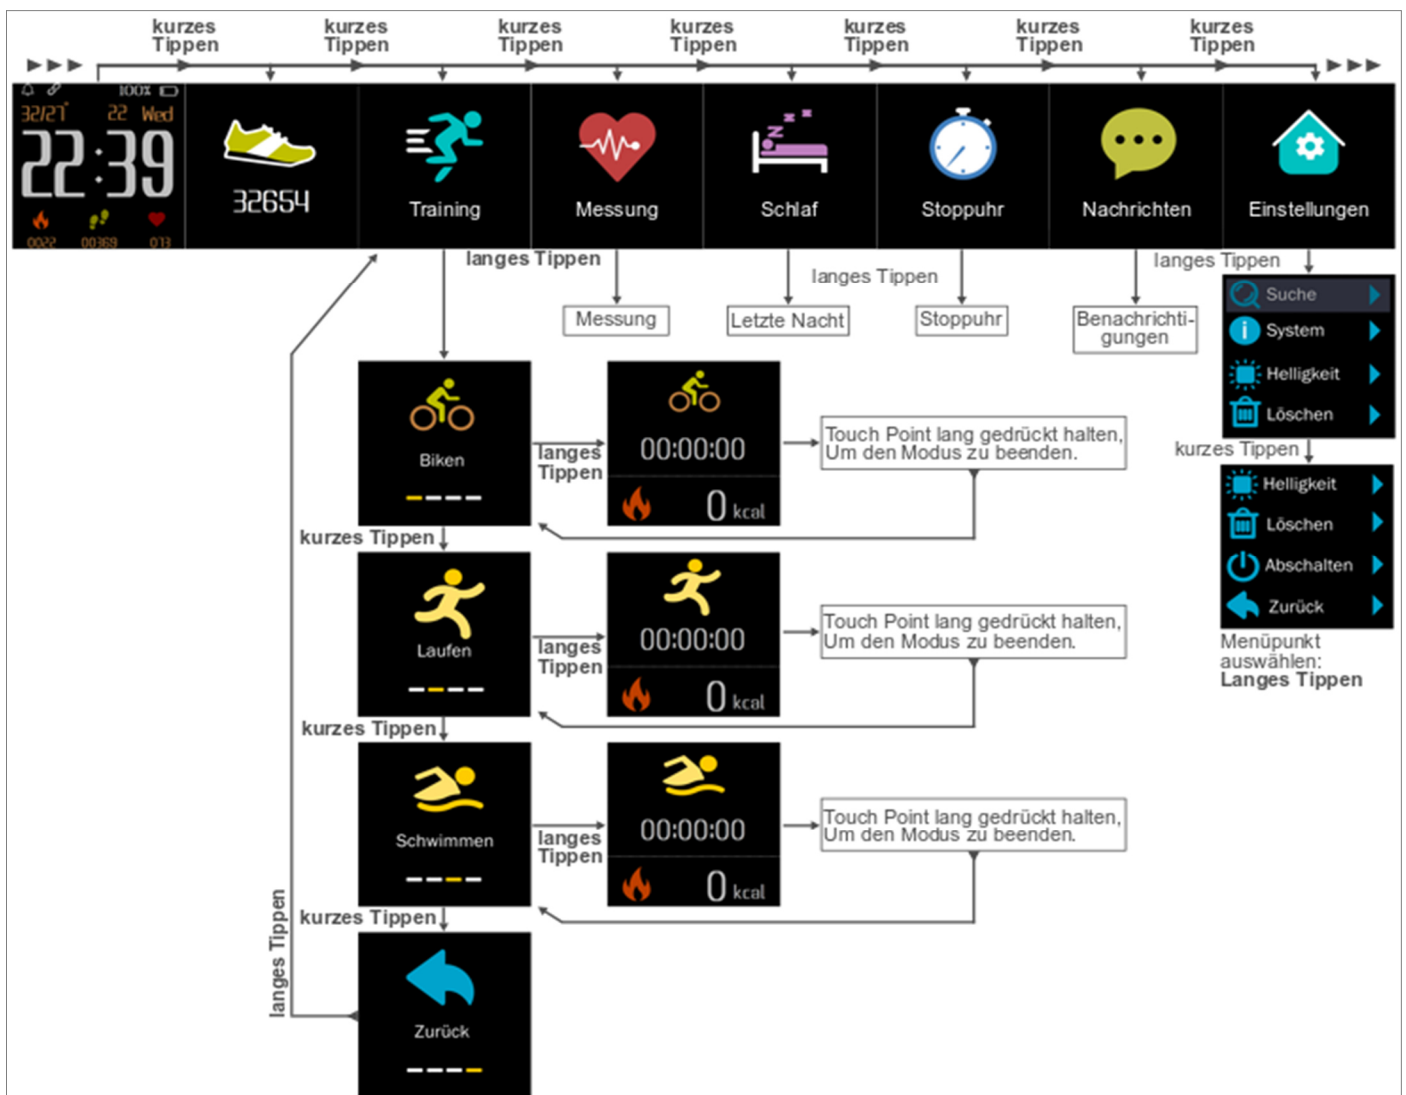 kurzes
Tippen
kurzes
Tippen
kurzes
Tippen
kurzes
Tippen
kurzes
Tippen
kurzes
Tippen
kurzes
Tippen
100%
32/27° 22 Wed
22:39
0022 00369 073
32654
Training
Messung
Schlaf
Stoppuhr
Nachrichten
Einstellungen
langes Tippen
langes Tippen
langes Tippen
Messung
Letzte Nacht
Stoppuhr
Benachrichti-
gungen
Suche
System
Helligkeit
Löschen
kurzes Tippen
Helligkeit
Löschen
Abschalten
Zurück
Menüpunkt
auswählen:
Langes Tippen
Biken
langes
Tippen
00:00:00
0 kcal
Touch Point lang gedrückt halten,
Um den Modus zu beenden.
kurzes Tippen
Laufen
langes
Tippen
00:00:00
0 kcal
Touch Point lang gedrückt halten,
Um den Modus zu beenden.
kurzes Tippen
Schwimmen
langes
Tippen
00:00:00
0 kcal
Touch Point lang gedrückt halten,
Um den Modus zu beenden.
kurzes Tippen
langes Tippen
Zurück